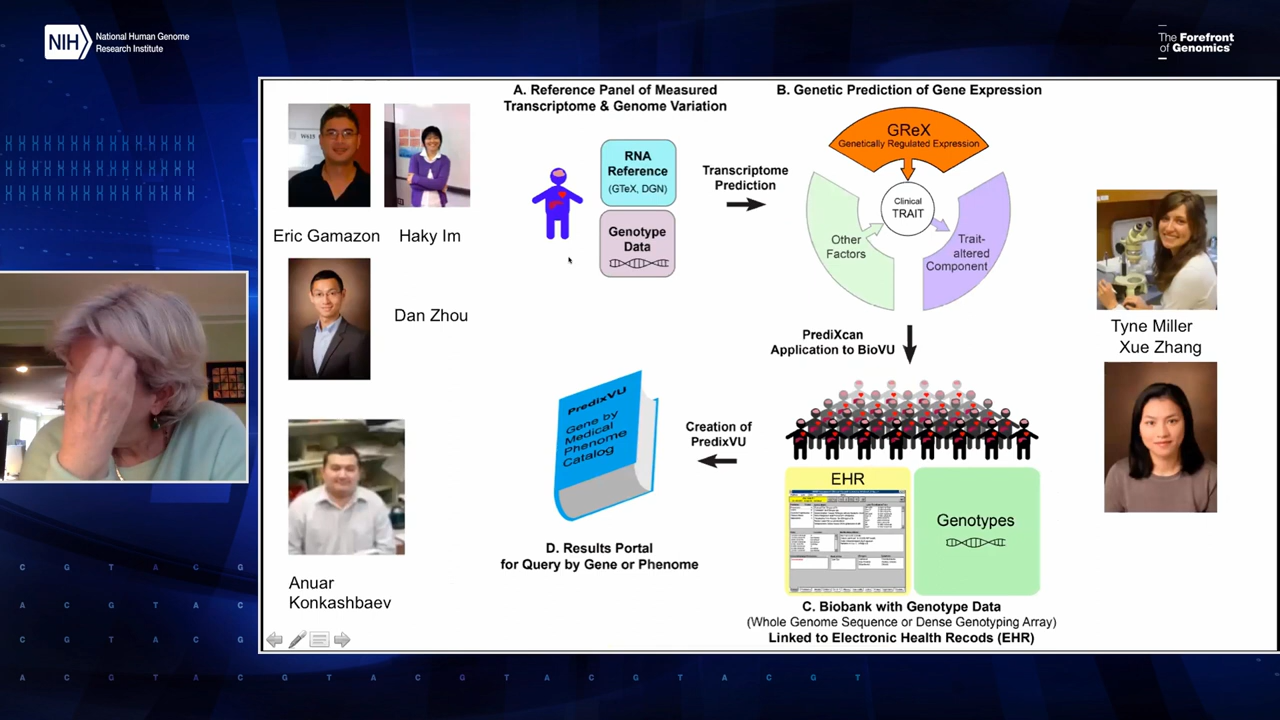 NIH
National Human Genome
Research Institute
The Forefront
of Genomics®
A. Reference Panel of Measured
Transcriptome & Genome Variation
B. Genetic Prediction of Gene Expression
Eric Gamazon
Haky Im
Dan Zhou
Anuar
Konkashbaev
RNA
Reference
(GTeX, DGN)
Genotype
Data
Transcriptome
Prediction
GReX
Genetically Regulated Expression
Clinical
TRAIT
Other
Factors
Trait-
altered
Component
Tyne Miller
Xue Zhang
PrediXcan
Application to BioVU
PredixVU
Gene by
Medical
Phenome
Catalog
Creation of
PredixVU
EHR
Genotypes
D. Results Portal
for Query by Gene or Phenome
C. Biobank with Genotype Data
(Whole Genome Sequence or Dense Genotyping Array)
Linked to Electronic Health Recods (EHR)
C G T A C
A C G T A C
C G T A C
A C G T A C G T A C G T A C G T A C G T